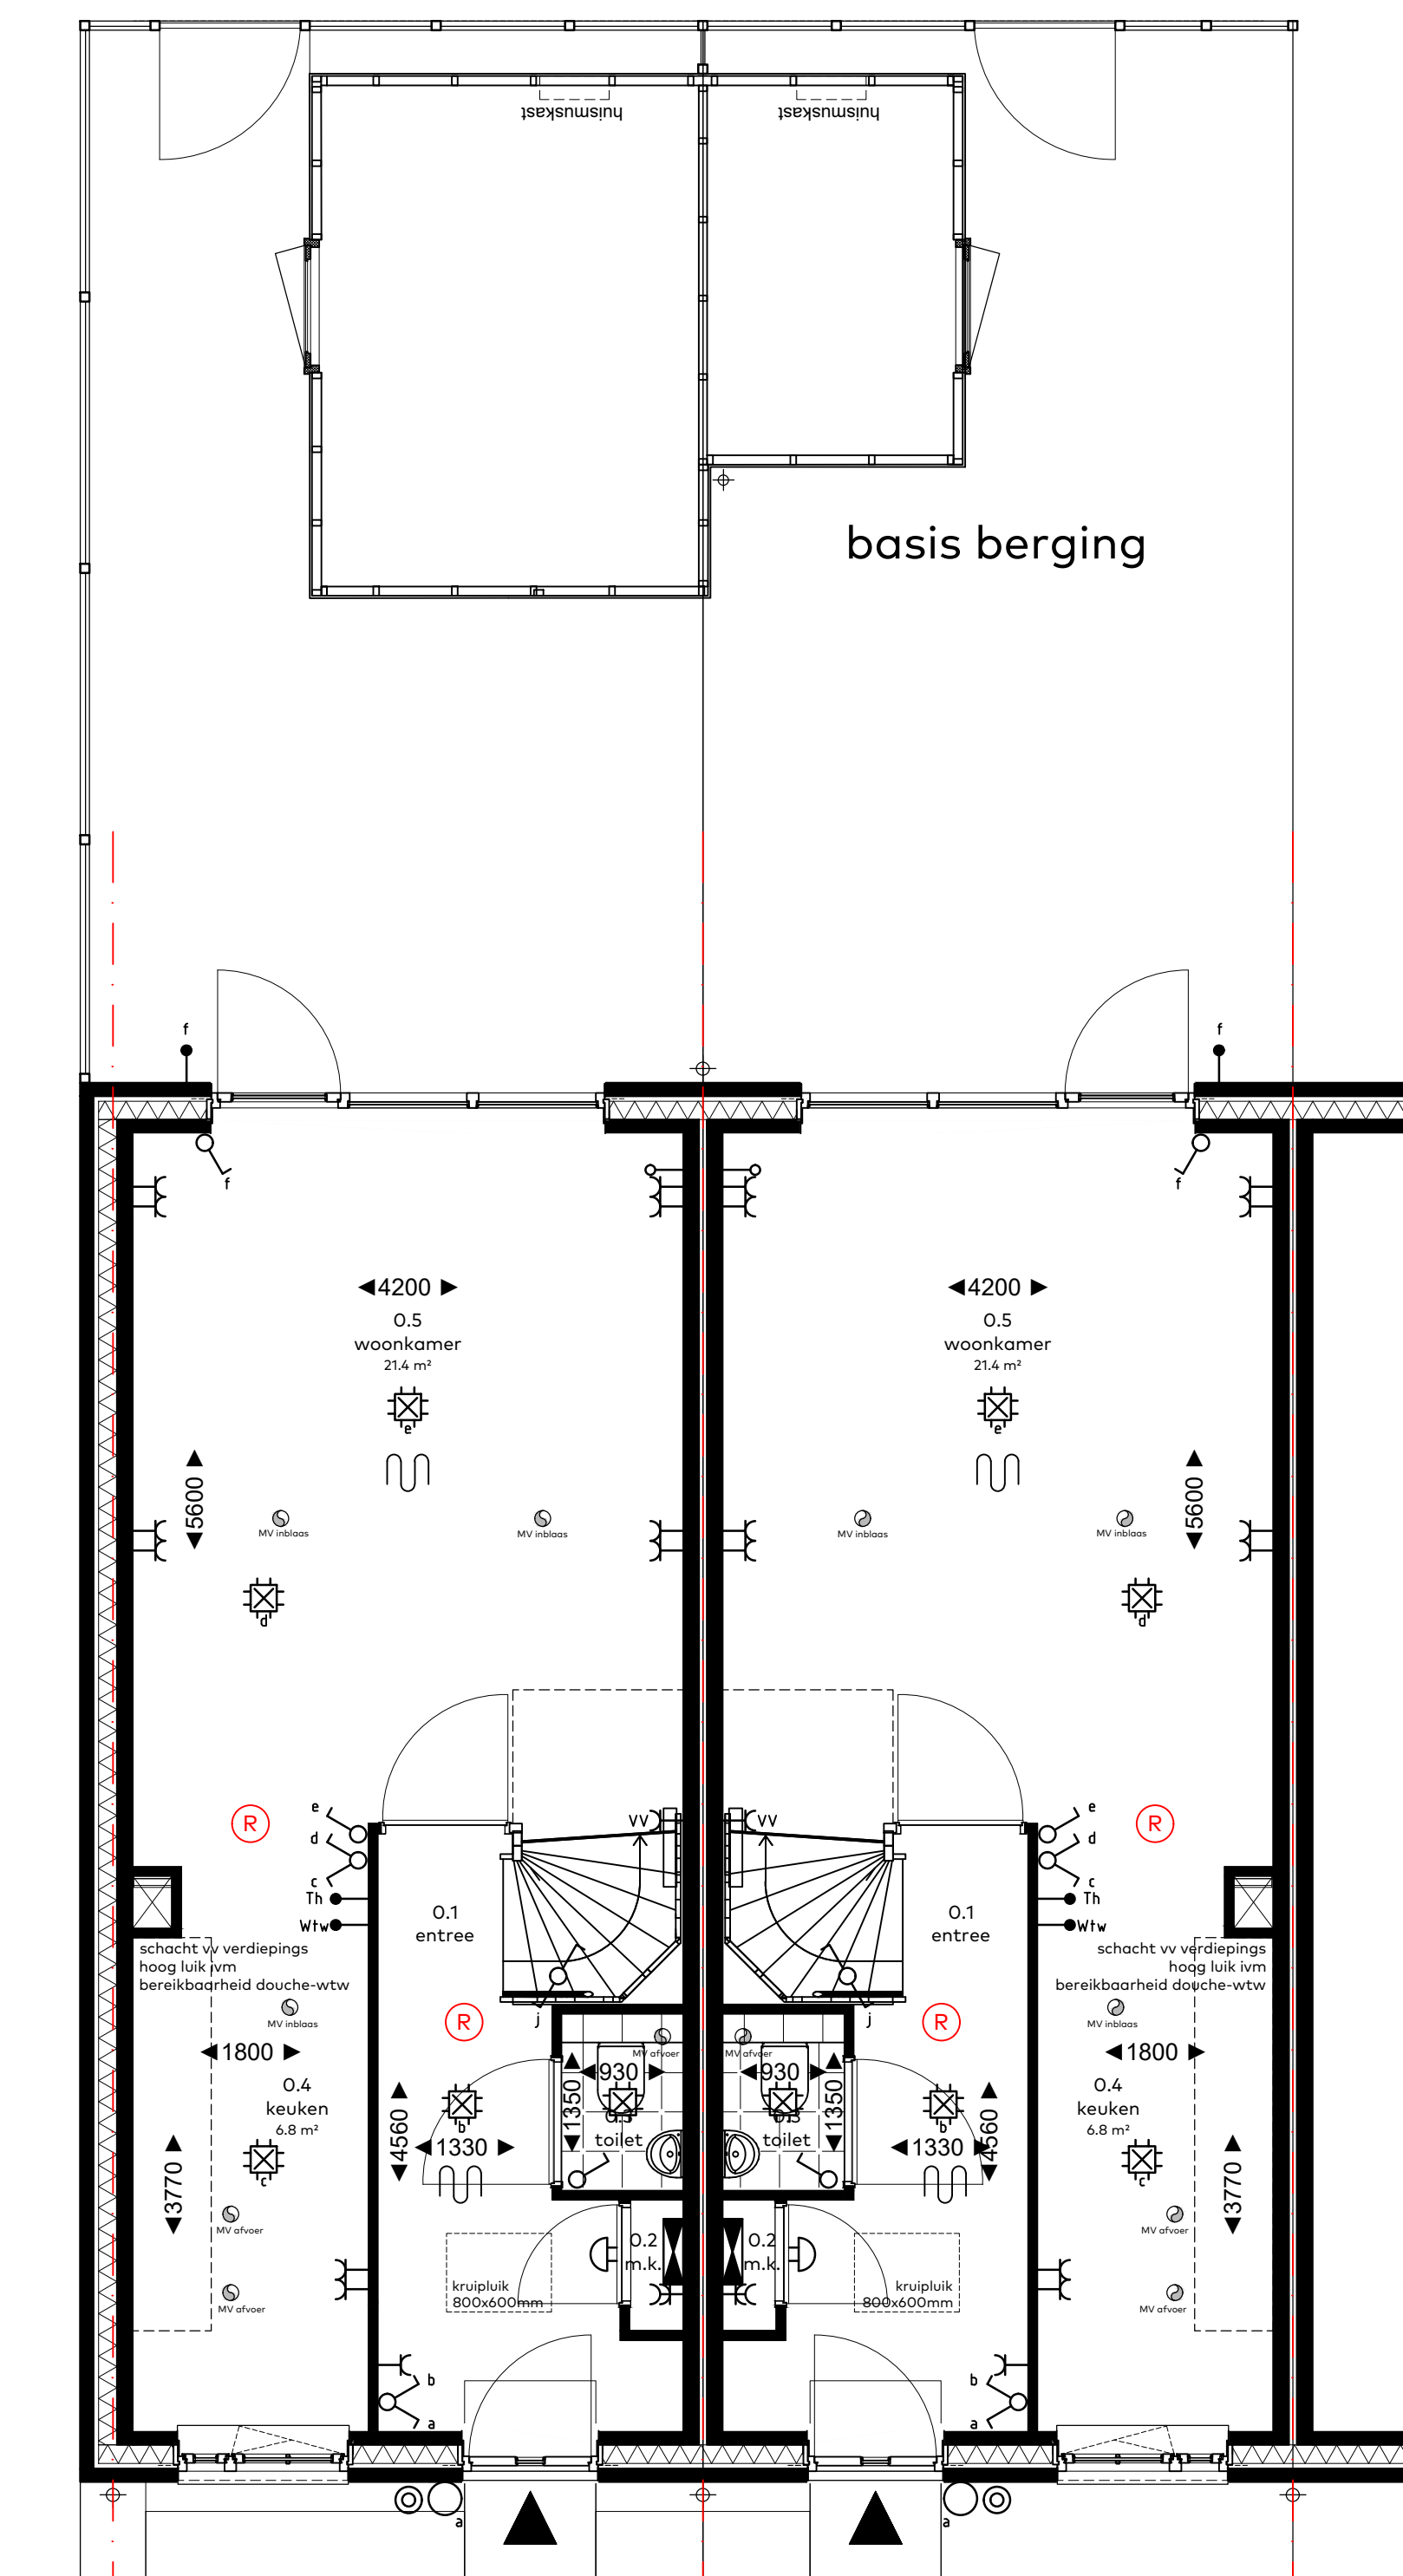 huismuskast
huismuskast
basis berging
f
f
f
f
4200
4200
0.5
woonkamer
21.4 m²
0.5
woonkamer
21.4 m²
e
e
5600
5600
MV inblaas
MV inblaas
MV inblaas
MV inblaas
d
d
e
R
d
c
Th
Wtw
VV
VV
e
R
d
c
Th
Wtw
0.1
entree
0.1
entree
schacht vv verdiepings
hoog luik ivm
bereikbaarheid douche-wtw
schacht vv verdiepings
hoog luik ivm
bereikbaarheid douche-wtw
MV inblaas
MV inblaas
R
j
j
R
MV afvoer
MV afvoer
1800
930
930
1800
0.4
keuken
6.8 m²
0.4
keuken
6.8 m²
1350
1350
b
b
4560
1330
0.3
toilet
0.3
toilet
1330
4560
c
c
3770
3770
MV afvoer
MV afvoer
0.2
m.k.
0.2
m.k.
kruipluik
800x600mm
kruipluik
800x600mm
MV afvoer
MV afvoer
b
a
b
a
a
a